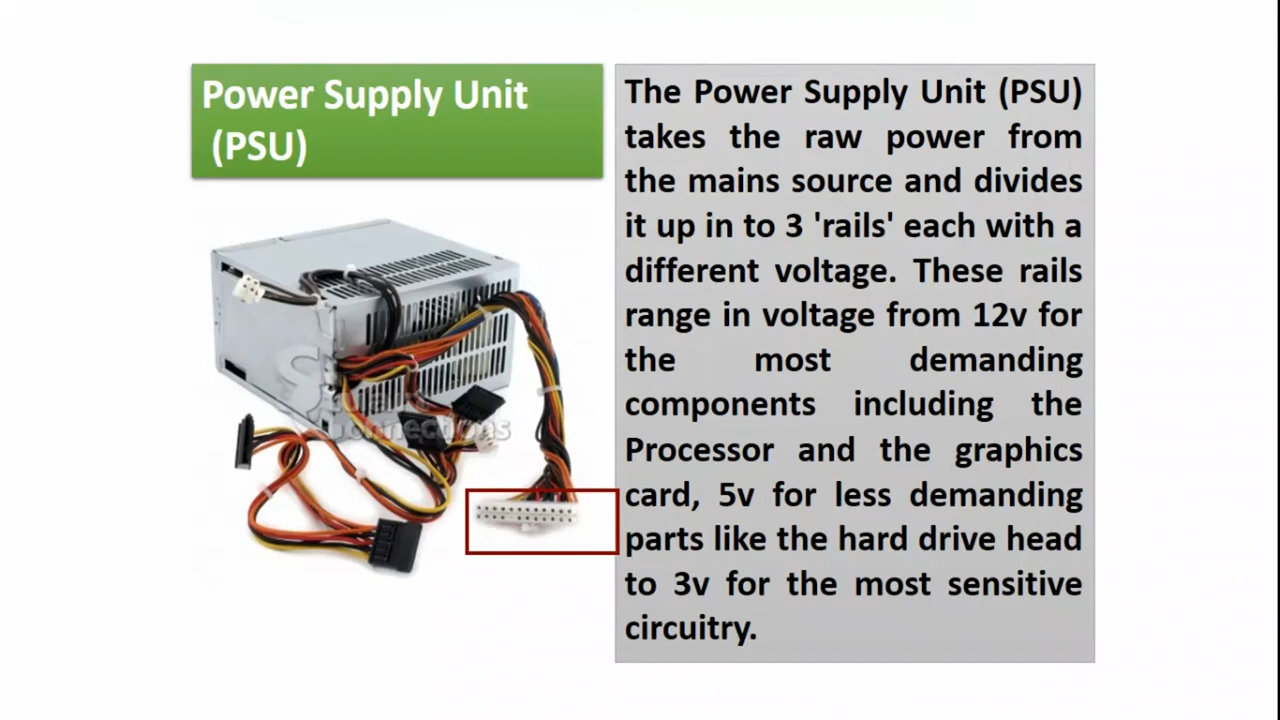 Power Supply Unit
(PSU)
The Power Supply Unit (PSU)
takes the raw power from
the mains source and divides
it up in to 3 'rails' each with a
different voltage. These rails
range in voltage from 12v for
the most demanding
components including the
Processor and the graphics
card, 5v for less demanding
parts like the hard drive head
to 3v for the most sensitive
circuitry.
onnections